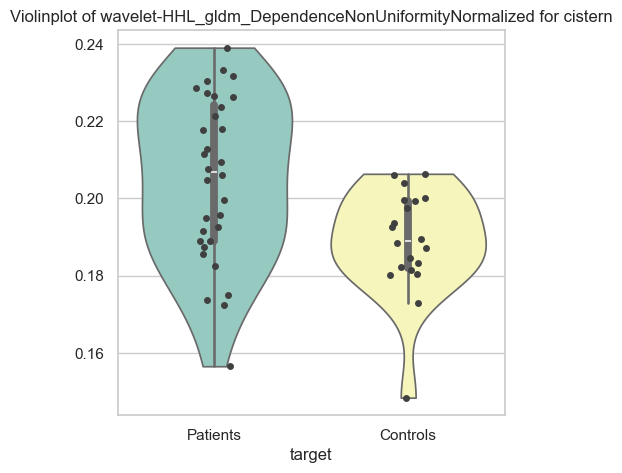 Violinplot of wavelet-HHL_gldm_DependenceNonUniformityNormalized for cistern
0.24
0.22
0.20
0.18
0.16
Patients
Controls
target